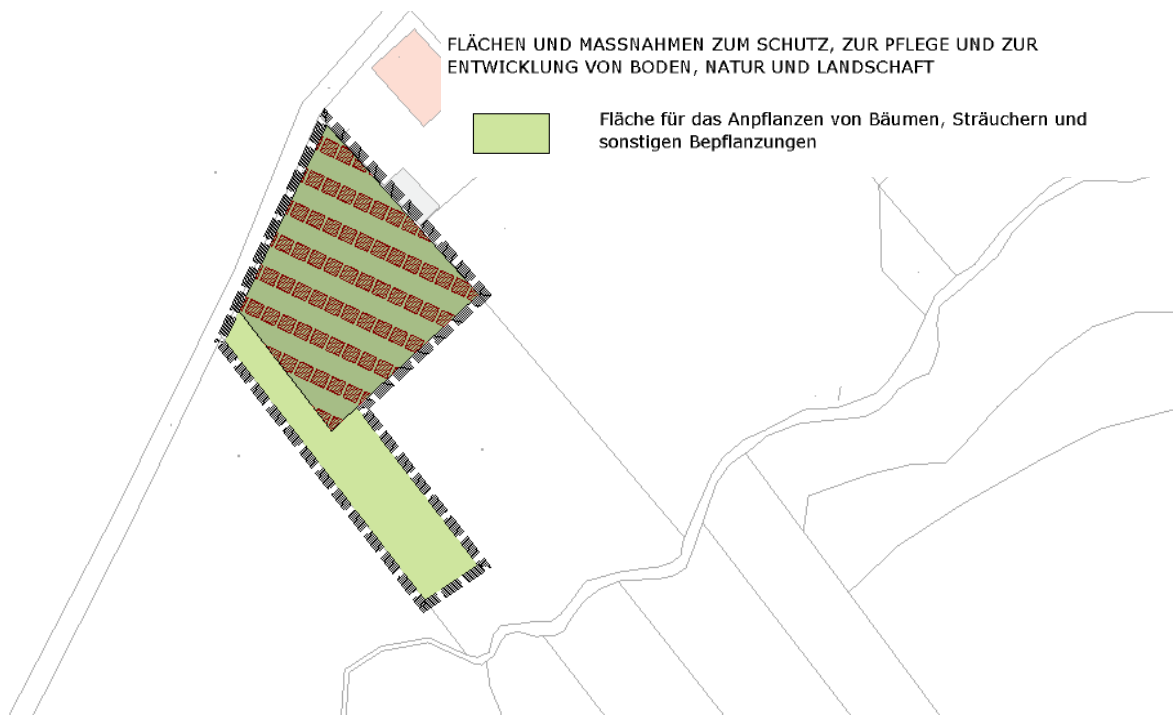 FLÄCHEN UND MASSNAHMEN ZUM SCHUTZ, ZUR PFLEGE UND ZUR
ENTWICKLUNG VON BODEN, NATUR UND LANDSCHAFT
Fläche für das Anpflanzen von Bäumen, Sträuchern und
sonstigen Bepflanzungen